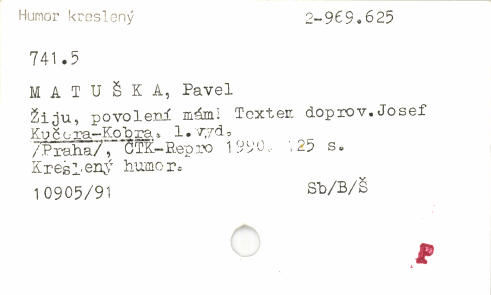 Humor kreslený 2-969.625
741.5
M A T U Š K A, Pavel
Žiju, povolení mám! Textem doprov.Josef
Kučera-Kobra. 1.vyd.
/Praha/, ČTK-Repro 1990. 125 s.
Kreslený humor.
10905/91 Sb/B/Š
P